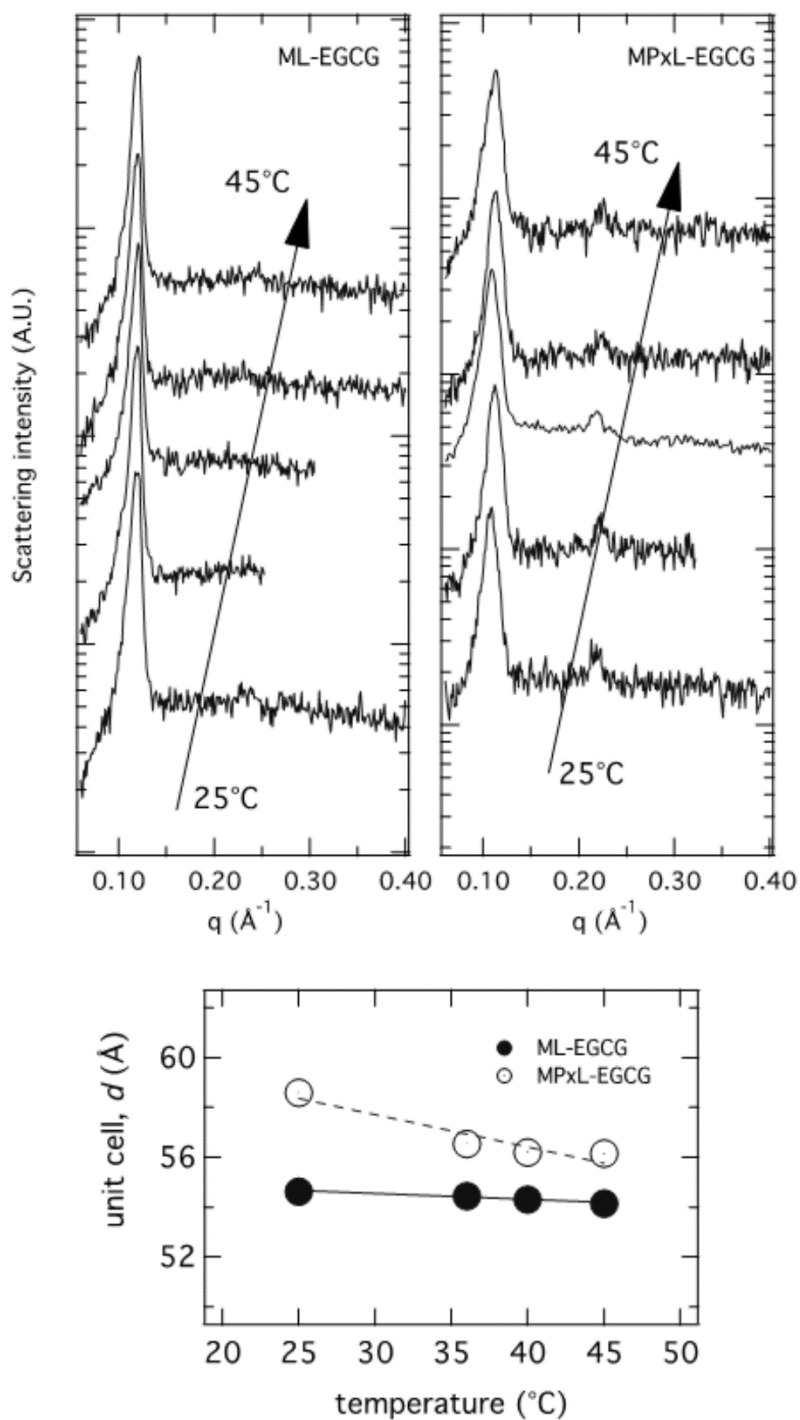 ML-EGCG
MPxL-EGCG
45°C
45°C
Scattering intensity (A.U.)
25°C
25°C
0.10 0.20 0.30 0.40
0.10 0.20 0.30 0.40
q (Å⁻¹)
q (Å⁻¹)
60
56
52
unit cell, d (Å)
ML-EGCG
MPxL-EGCG
20 25 30 35 40 45 50
temperature (°C)